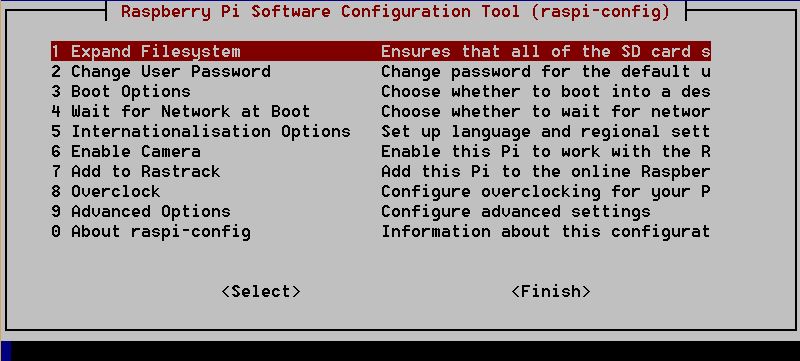 Raspberry Pi Software Configuration Tool (raspi-config)
1 Expand Filesystem Ensures that all of the SD card s
2 Change User Password Change password for the default u
3 Boot Options Choose whether to boot into a des
4 Wait for Network at Boot Choose whether to wait for networ
5 Internationalisation Options Set up language and regional sett
6 Enable Camera Enable this Pi to work with the R
7 Add to Rastrack Add this Pi to the online Raspber
8 Overclock Configure overclocking for your P
9 Advanced Options Configure advanced settings
0 About raspi-config Information about this configurat
<Select> <Finish>